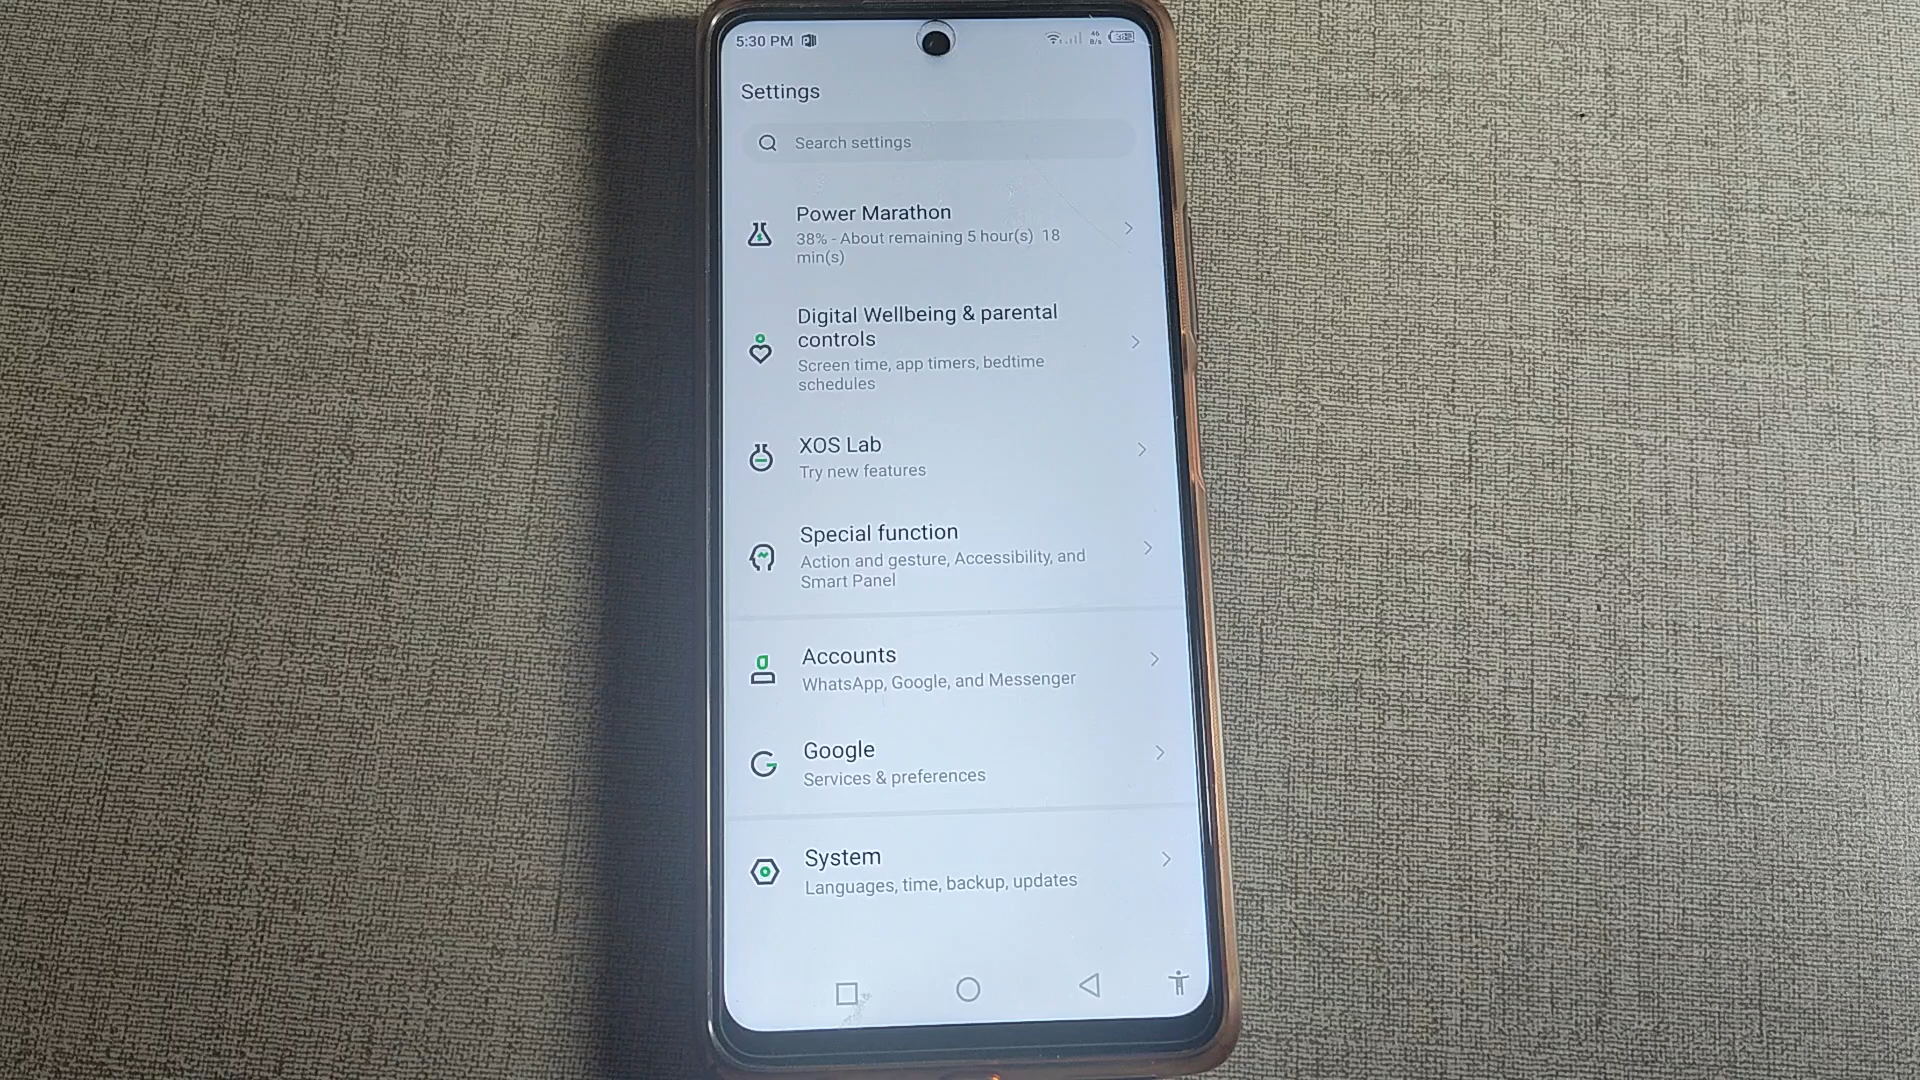 5:30 PM
Settings
Search settings
Power Marathon
38% - About remaining 5 hour(s) 18
min(s)
Digital Wellbeing & parental
controls
Screen time, app timers, bedtime
schedules
XOS Lab
Try new features
Special function
Action and gesture, Accessibility, and
Smart Panel
Accounts
WhatsApp, Google, and Messenger
Google
Services & preferences
System
Languages, time, backup, updates